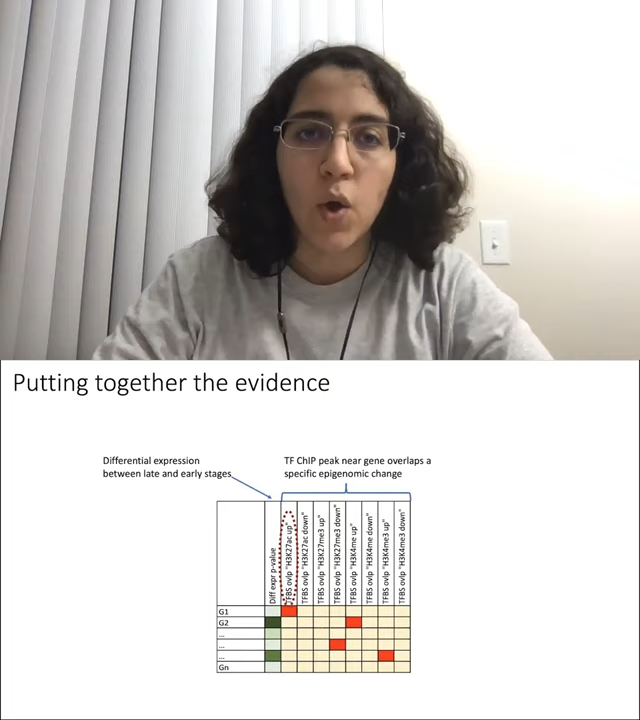 Putting together the evidence
Differential expression
between late and early stages
TF ChIP peak near gene overlaps a
specific epigenomic change
Diff expr p-value
TFBS ovlp "H3K27ac up"
TFBS ovlp "H3K27ac down"
TFBS ovlp "H3K27me3 up"
TFBS ovlp "H3K27me3 down"
TFBS ovlp "H3K4me up"
TFBS ovlp "H3K4me down"
TFBS ovlp "H3K4me3 up"
TFBS ovlp "H3K4me3 down"
G1
G2
...
...
...
Gn